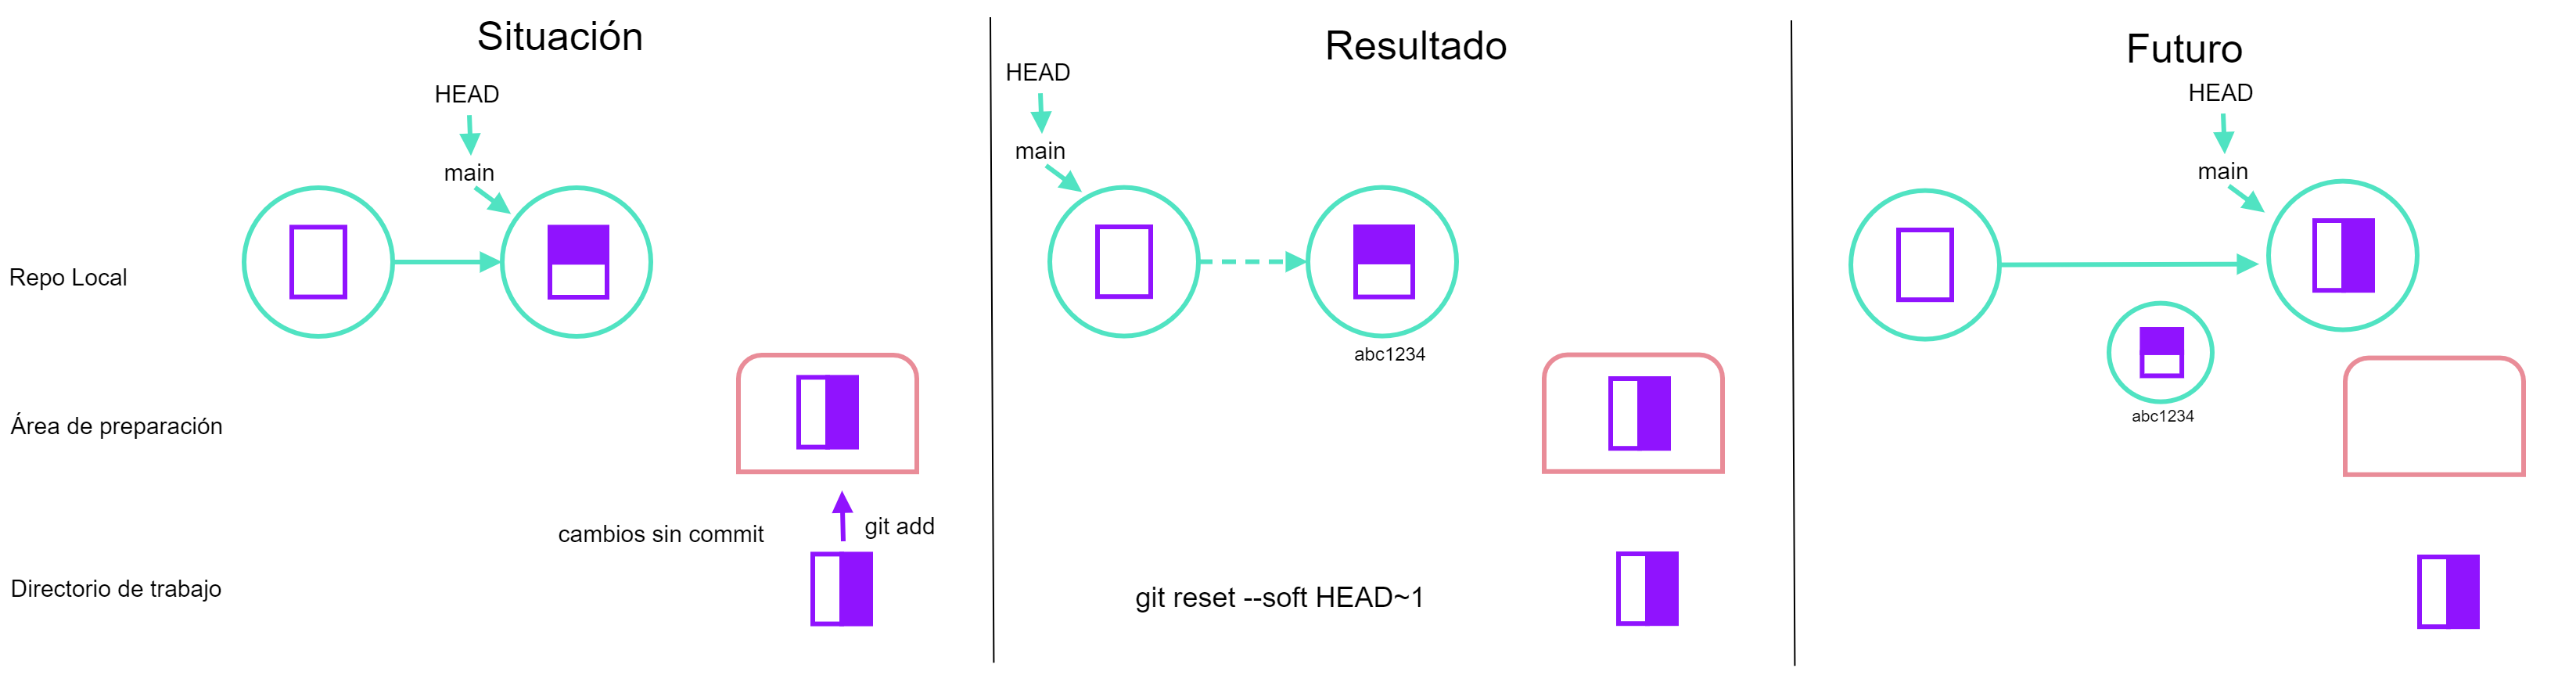 Situación
HEAD
main
Repo Local
Área de preparación
cambios sin commit
git add
Directorio de trabajo
Resultado
HEAD
main
abc1234
git reset --soft HEAD~1
Futuro
HEAD
main
abc1234